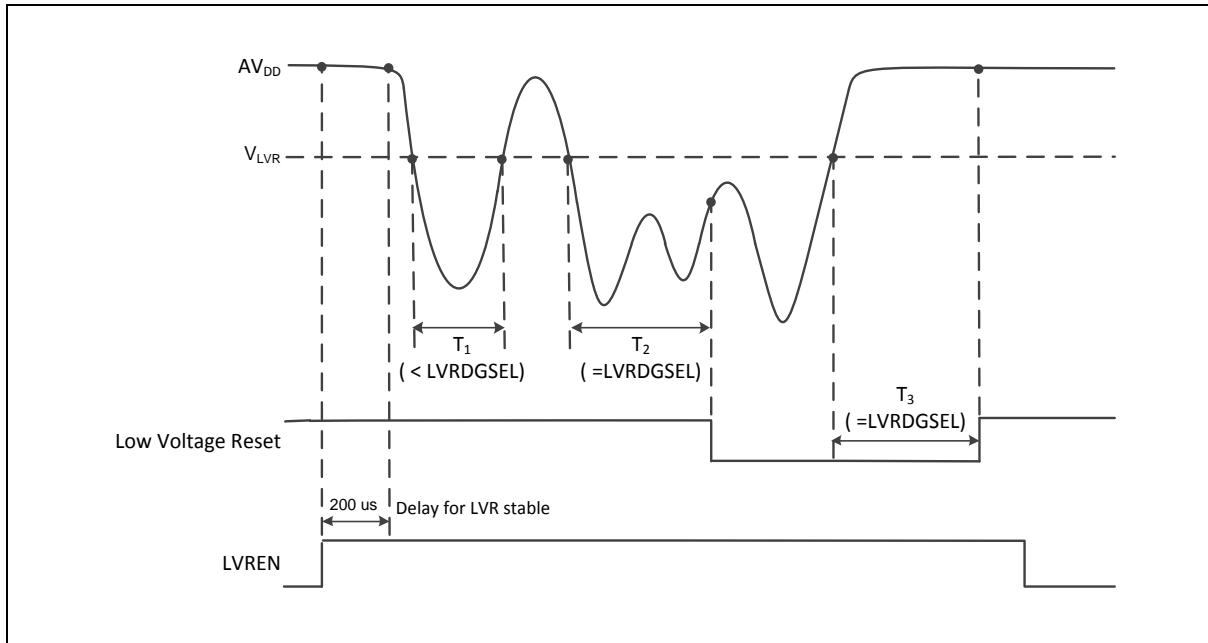 AVDD
VLVR
T1
( < LVRDGSEL)
T2
( =LVRDGSEL)
T3
( =LVRDGSEL)
Low Voltage Reset
200 us
Delay for LVR stable
LVREN